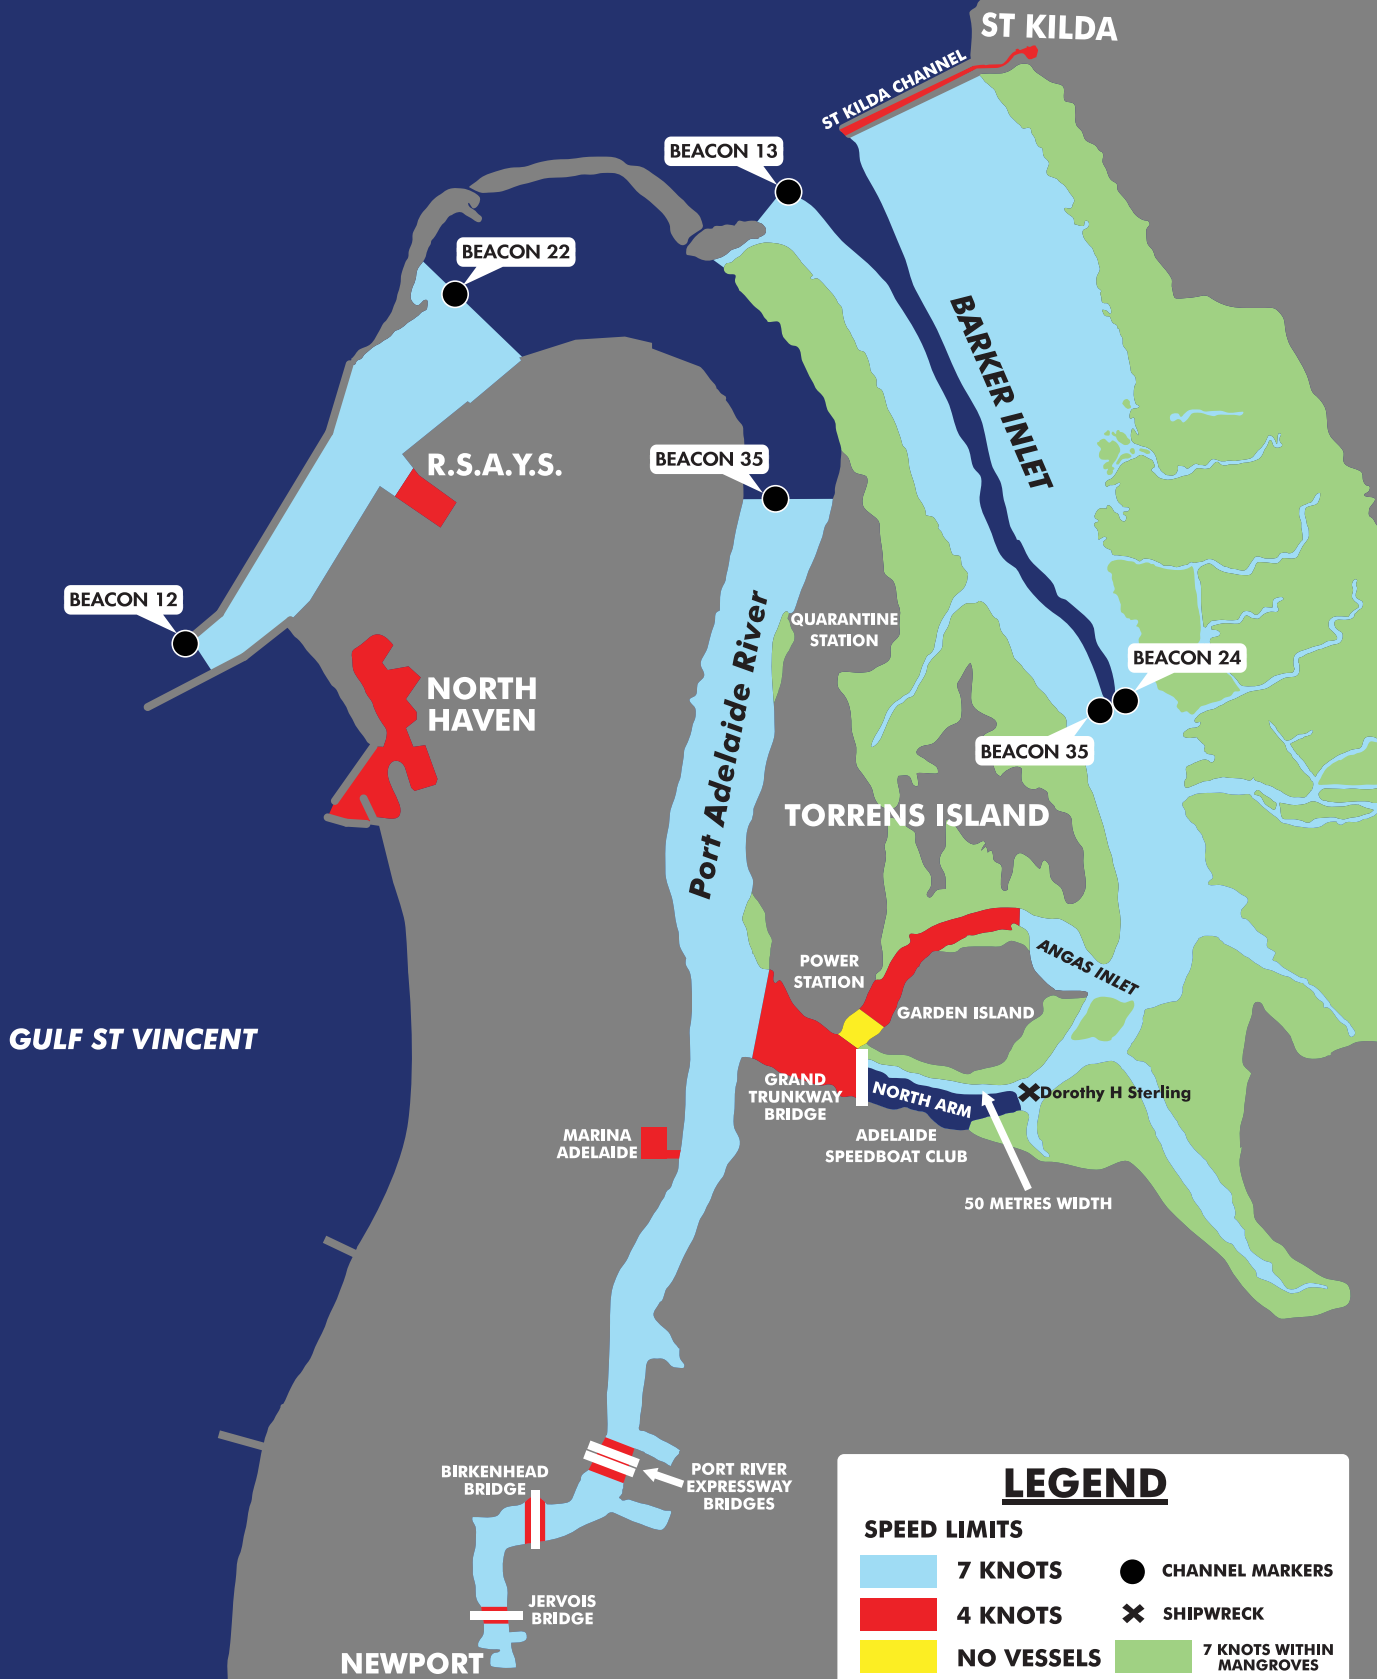 ST KILDA
ST KILDA CHANNEL
BEACON 13
BEACON 22
BARKER INLET
R.S.A.Y.S.
BEACON 35
BEACON 12
QUARANTINE
STATION
BEACON 24
NORTH
HAVEN
BEACON 35
Port Adelaide River
TORRENS ISLAND
ANGAS INLET
POWER
STATION
GARDEN ISLAND
GULF ST VINCENT
GRAND
TRUNKWAY
BRIDGE
NORTH ARM
Dorothy H Sterling
MARINA
ADELAIDE
ADELAIDE
SPEEDBOAT CLUB
50 METRES WIDTH
BIRKENHEAD
BRIDGE
PORT RIVER
EXPRESSWAY
BRIDGES
JERVOIS
BRIDGE
NEWPORT
LEGEND
SPEED LIMITS
7 KNOTS
CHANNEL MARKERS
4 KNOTS
SHIPWRECK
NO VESSELS
7 KNOTS WITHIN
MANGROVES